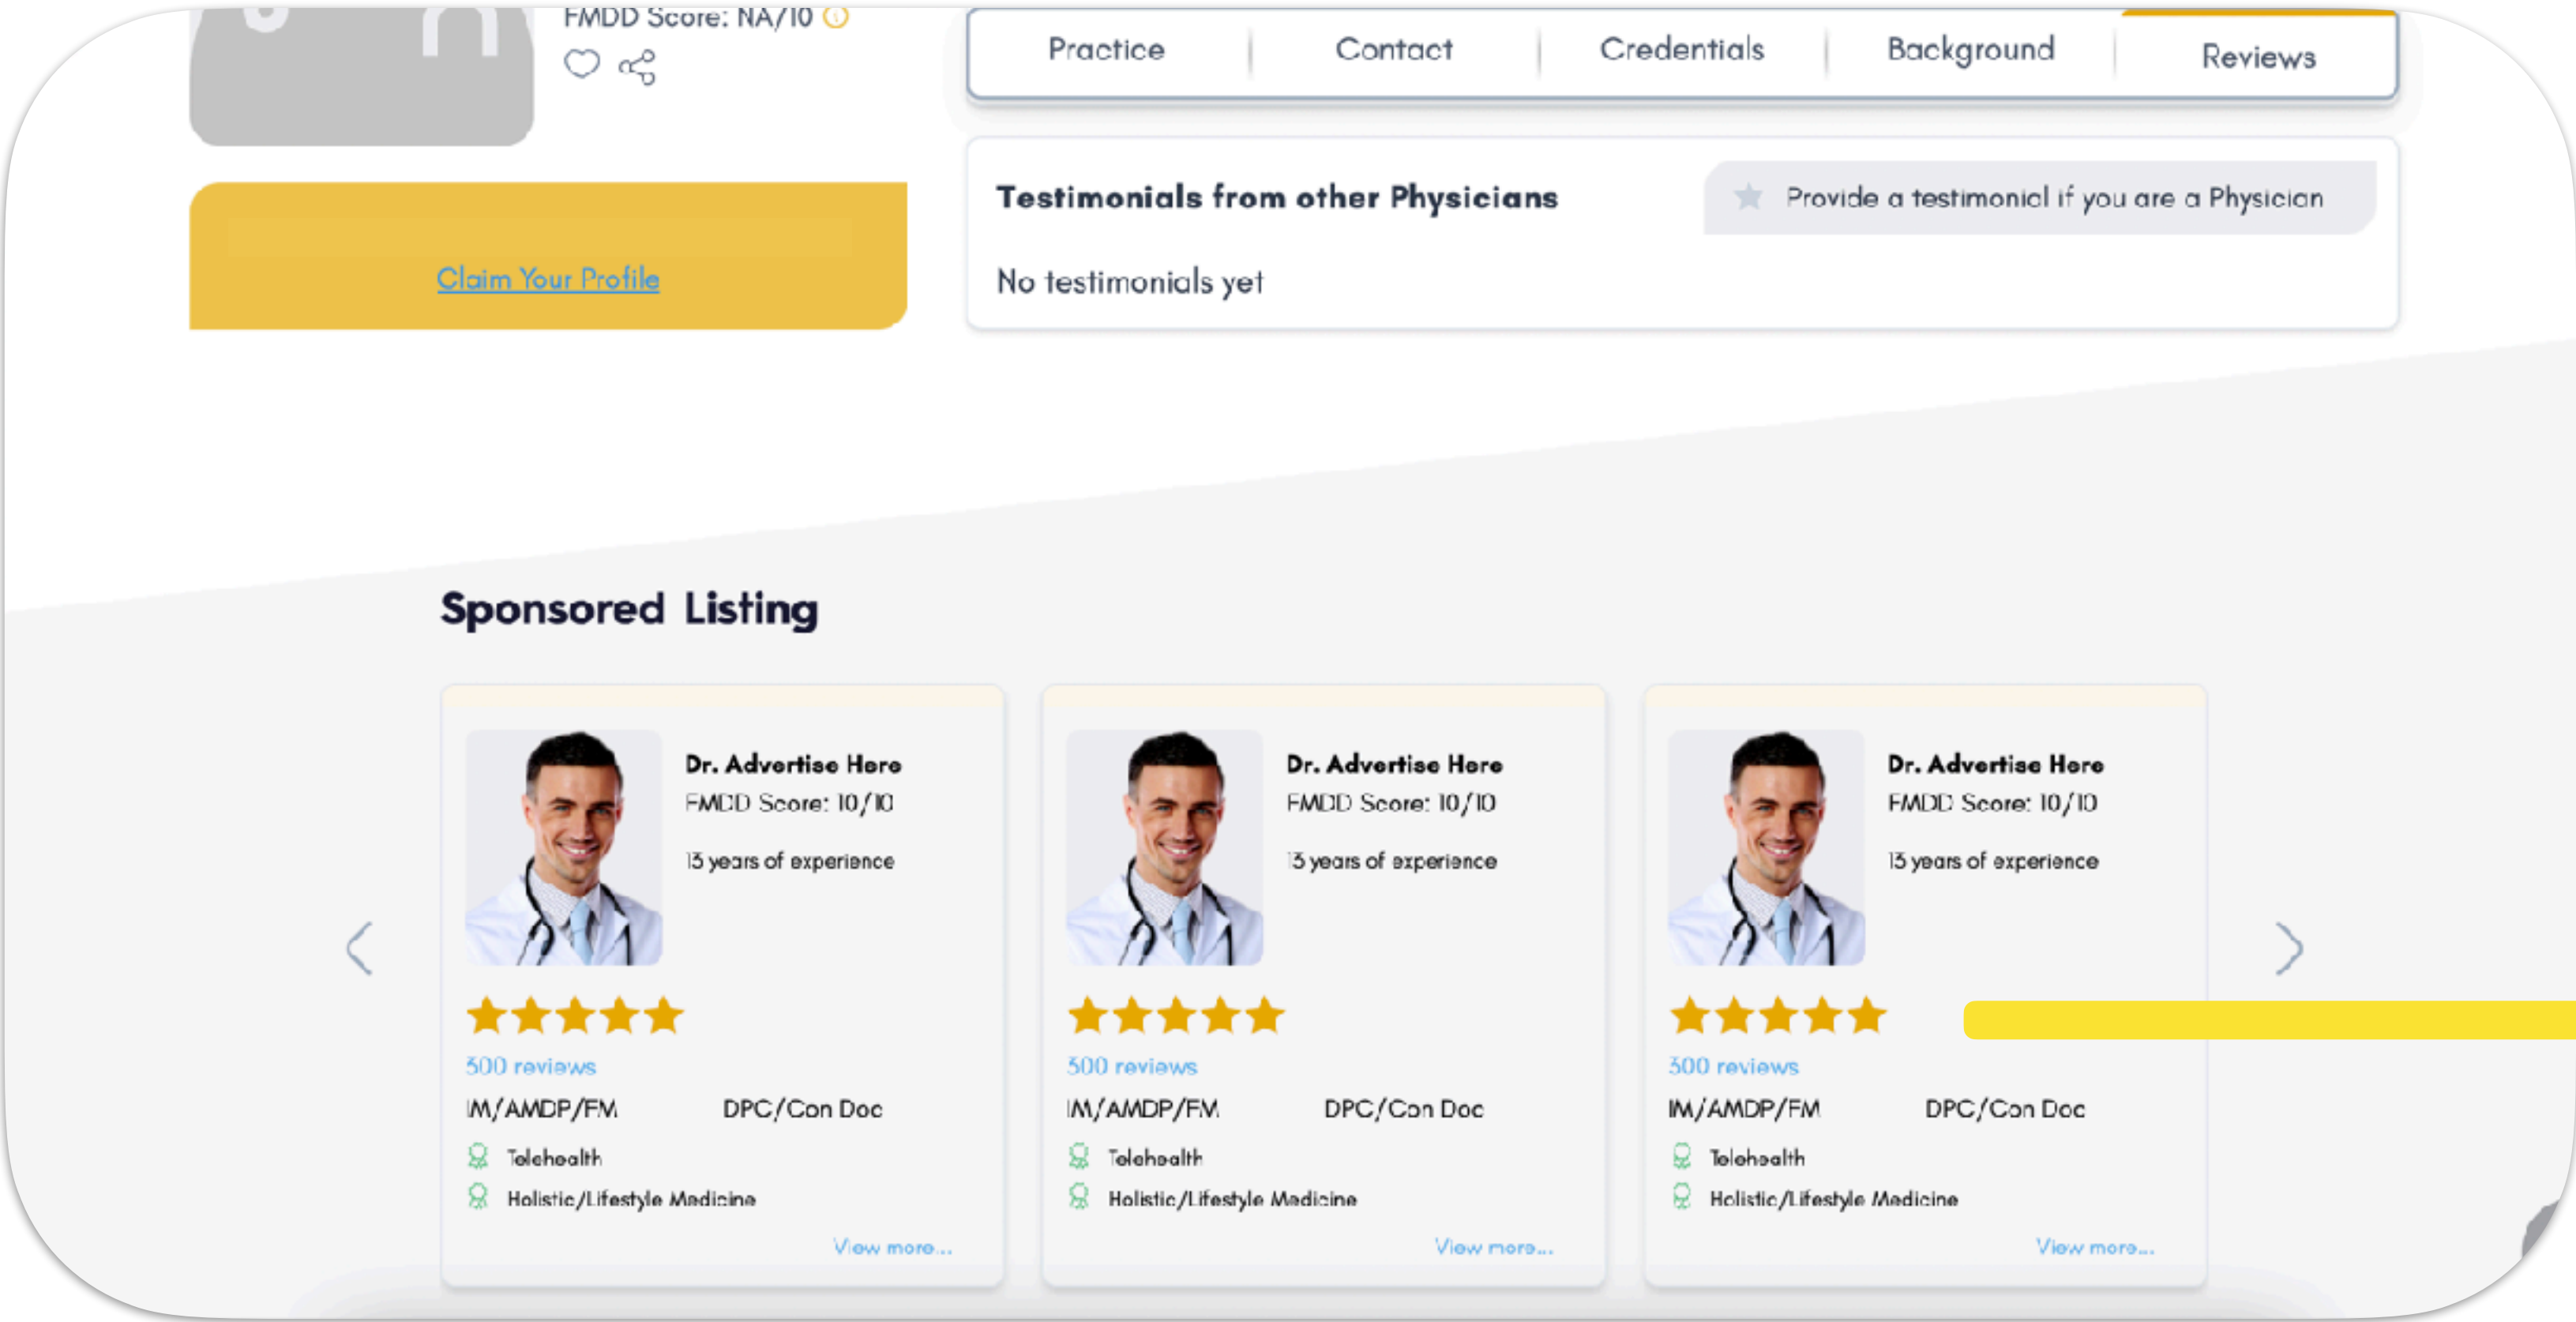 FMDD Score: NA/10
Practice
Contact
Credentials
Background
Reviews
Claim Your Profile
Testimonials from other Physicians
Provide a testimonial if you are a Physician
No testimonials yet
Sponsored Listing
Dr. Advertise Here
FMDD Score: 10/10
13 years of experience
300 reviews
IM/AMDP/FM
DPC/Con Doc
Telehealth
Holistic/Lifestyle Medicine
View more...
Dr. Advertise Here
FMDD Score: 10/10
13 years of experience
300 reviews
IM/AMDP/FM
DPC/Con Doc
Telehealth
Holistic/Lifestyle Medicine
View more...
Dr. Advertise Here
FMDD Score: 10/10
13 years of experience
300 reviews
IM/AMDP/FM
DPC/Con Doc
Telehealth
Holistic/Lifestyle Medicine
View more...